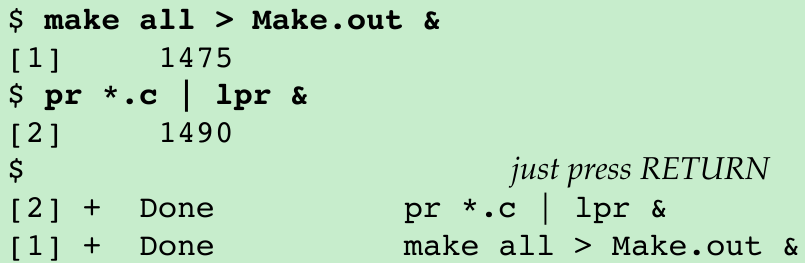 $ make all > Make.out &
[1]     1475
$ pr *.c | lpr &
[2]     1490
$                          just press RETURN
[2] +  Done          pr *.c | lpr &
[1] +  Done          make all > Make.out &